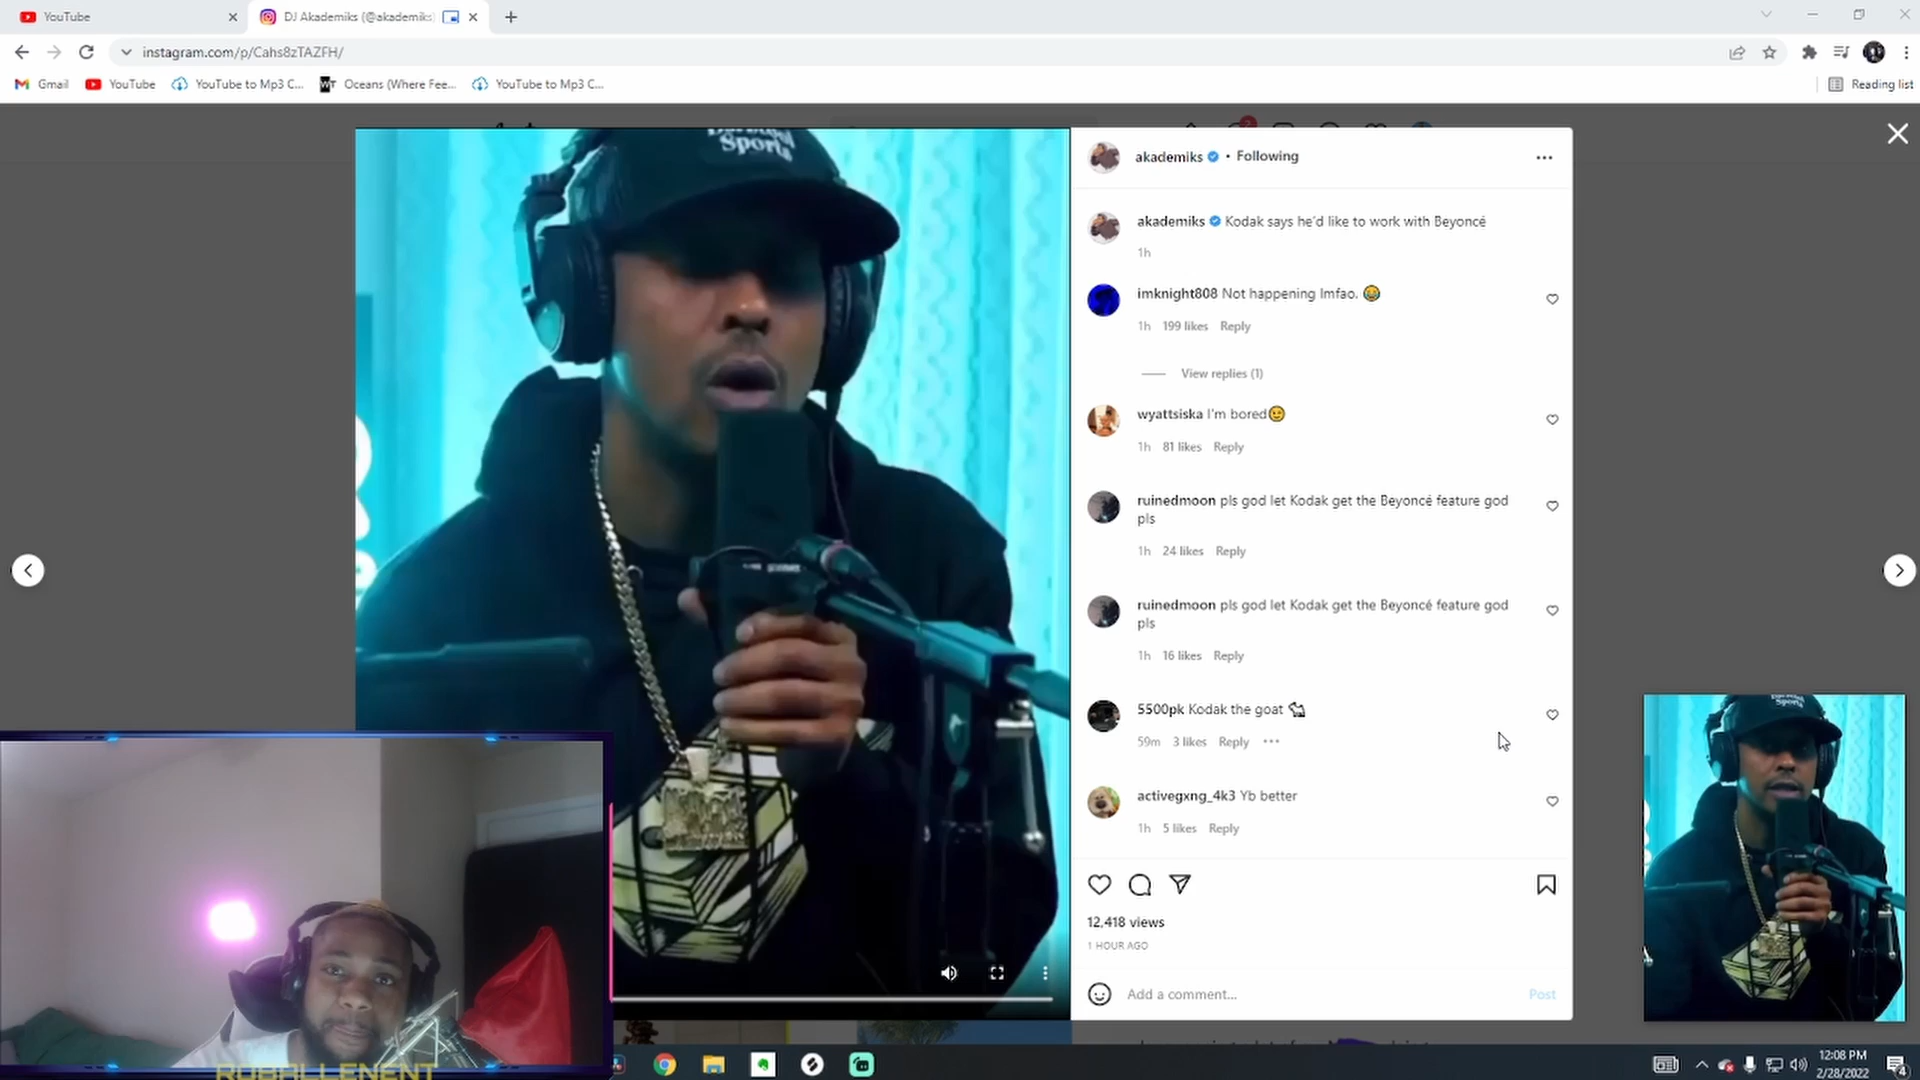 YouTube
DJ Akademiks (@akademiks)
instagram.com/p/Cahs8zTAZFH/
Gmail
YouTube
YouTube to Mp3 C...
Oceans (Where Fee...
YouTube to Mp3 C...
Reading list
Sports
akademiks • Following
akademiks Kodak says he'd like to work with Beyoncé
1h
imknight808 Not happening lmfao. 😂
1h 199 likes Reply
View replies (1)
wyattsiska I'm bored😉
1h 81 likes Reply
ruinedmoon pls god let Kodak get the Beyoncé feature god
pls
1h 24 likes Reply
ruinedmoon pls god let Kodak get the Beyoncé feature god
pls
1h 16 likes Reply
5500pk Kodak the goat 🐐
59m 3 likes Reply
activegxng_4k3 Yb better
1h 5 likes Reply
12,418 views
1 HOUR AGO
Add a comment...
Post
Sports
12:08 PM
2/28/2022
4